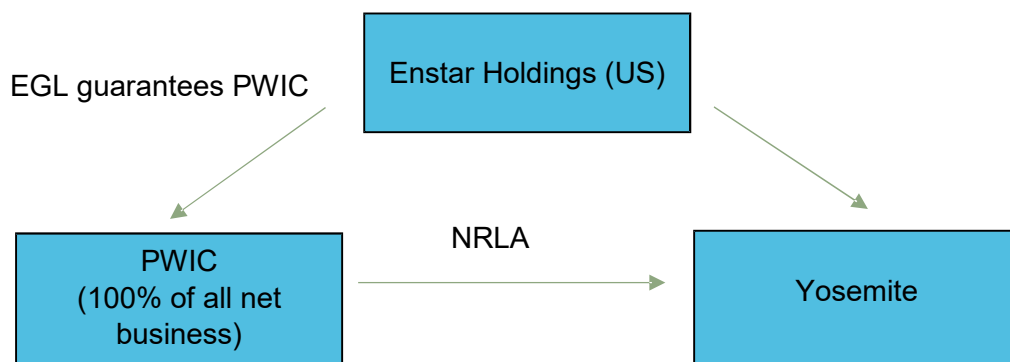 Enstar Holdings (US)
EGL guarantees PWIC
NRLA
PWIC
(100% of all net
business)
Yosemite